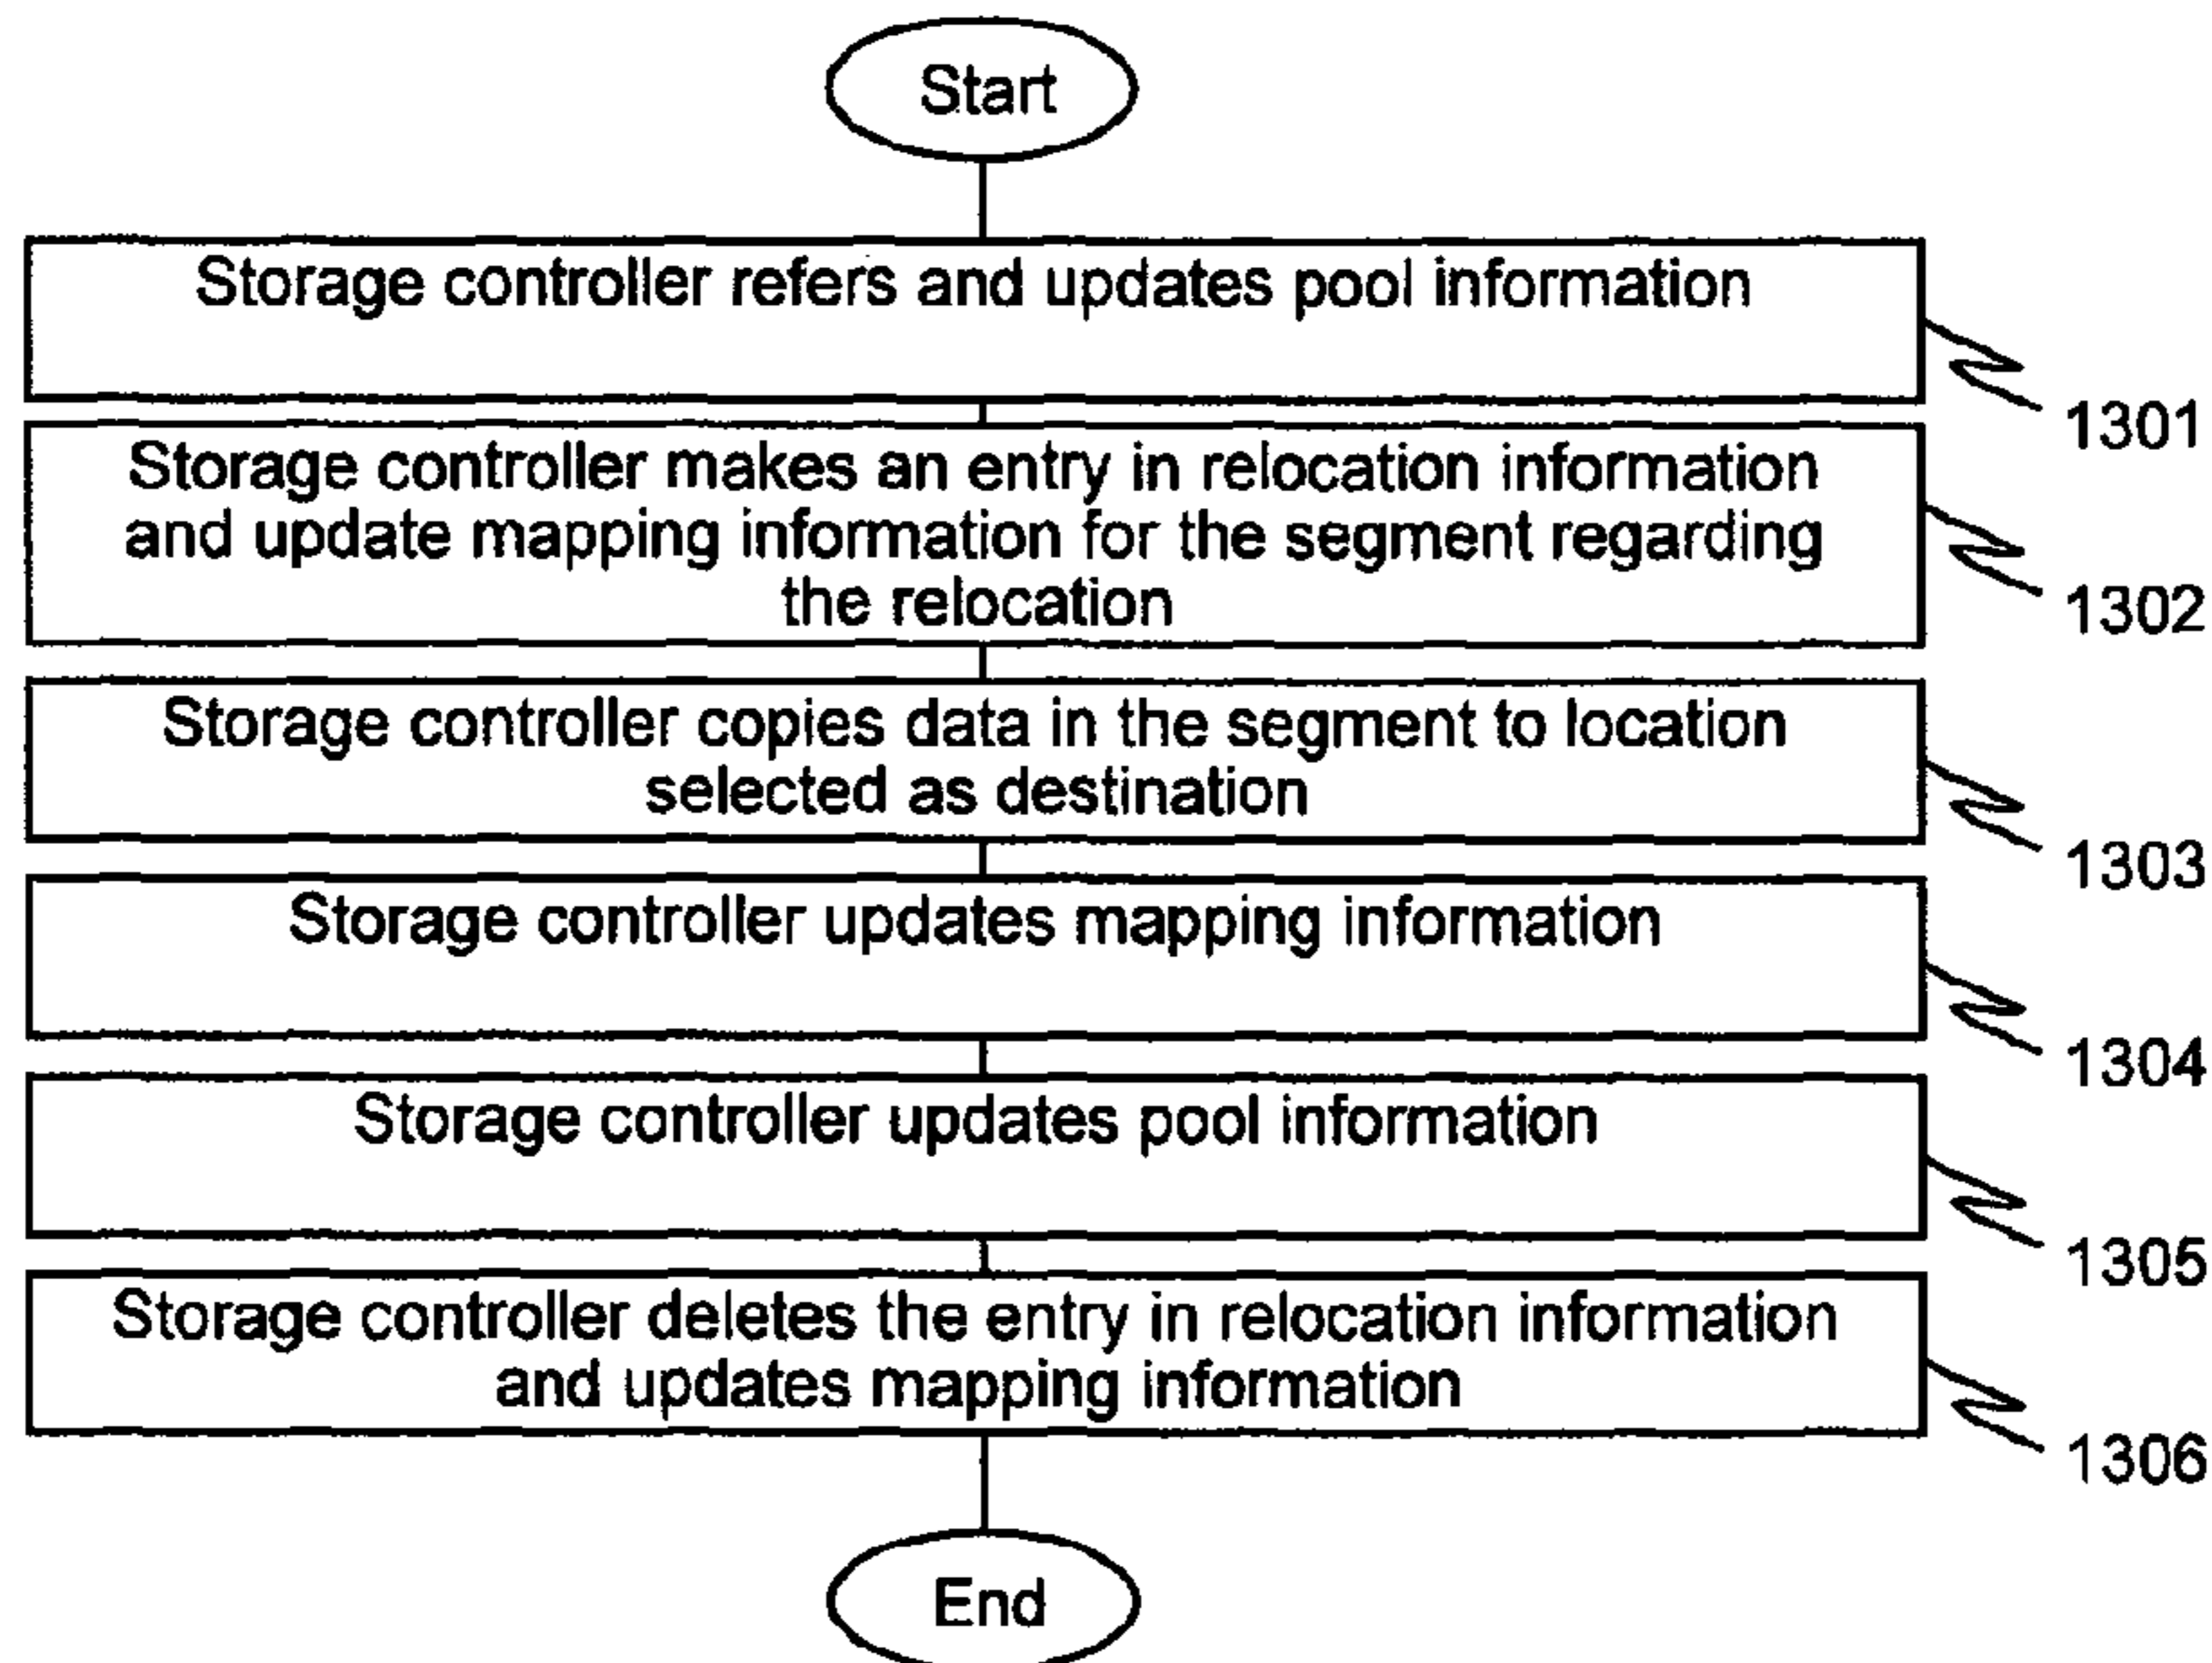 Start
Storage controller refers and updates pool information
1301
Storage controller makes an entry in relocation information
and update mapping information for the segment regarding
the relocation
1302
Storage controller copies data in the segment to location
selected as destination
1303
Storage controller updates mapping information
1304
Storage controller updates pool information
1305
Storage controller deletes the entry in relocation information
and updates mapping information
1306
End